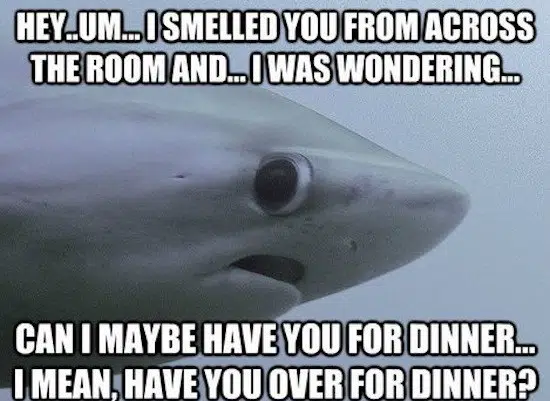 HEY..UM... I SMELLED YOU FROM ACROSS
THE ROOM AND... I WAS WONDERING...
CAN I MAYBE HAVE YOU FOR DINNER...
I MEAN, HAVE YOU OVER FOR DINNER?